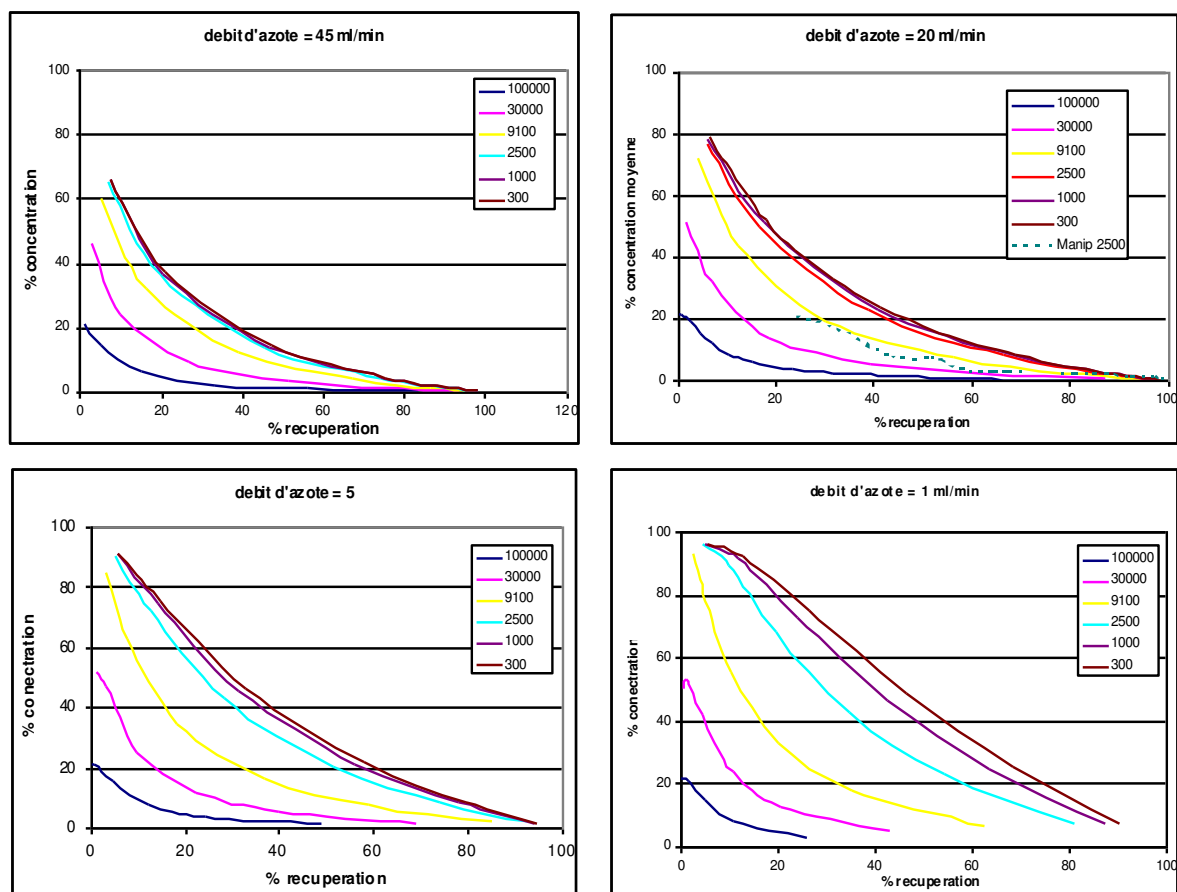 debit d'azote = 45 ml/min
% concentration
100
80
60
40
20
0
0 20 40 60 80 100 120
% recuperation
100000
30000
9100
2500
1000
300
debit d'azote = 20 ml/min
% concentration moyenne
100
80
60
40
20
0
0 20 40 60 80 100
% recuperation
100000
30000
9100
2500
1000
300
Manip 2500
debit d'azote = 5
% conectration
100
80
60
40
20
0
0 20 40 60 80 100
% recuperation
100000
30000
9100
2500
1000
300
debit d'azote = 1 ml/min
% conectration
100
80
60
40
20
0
0 20 40 60 80 100
% recuperation
100000
30000
9100
2500
1000
300